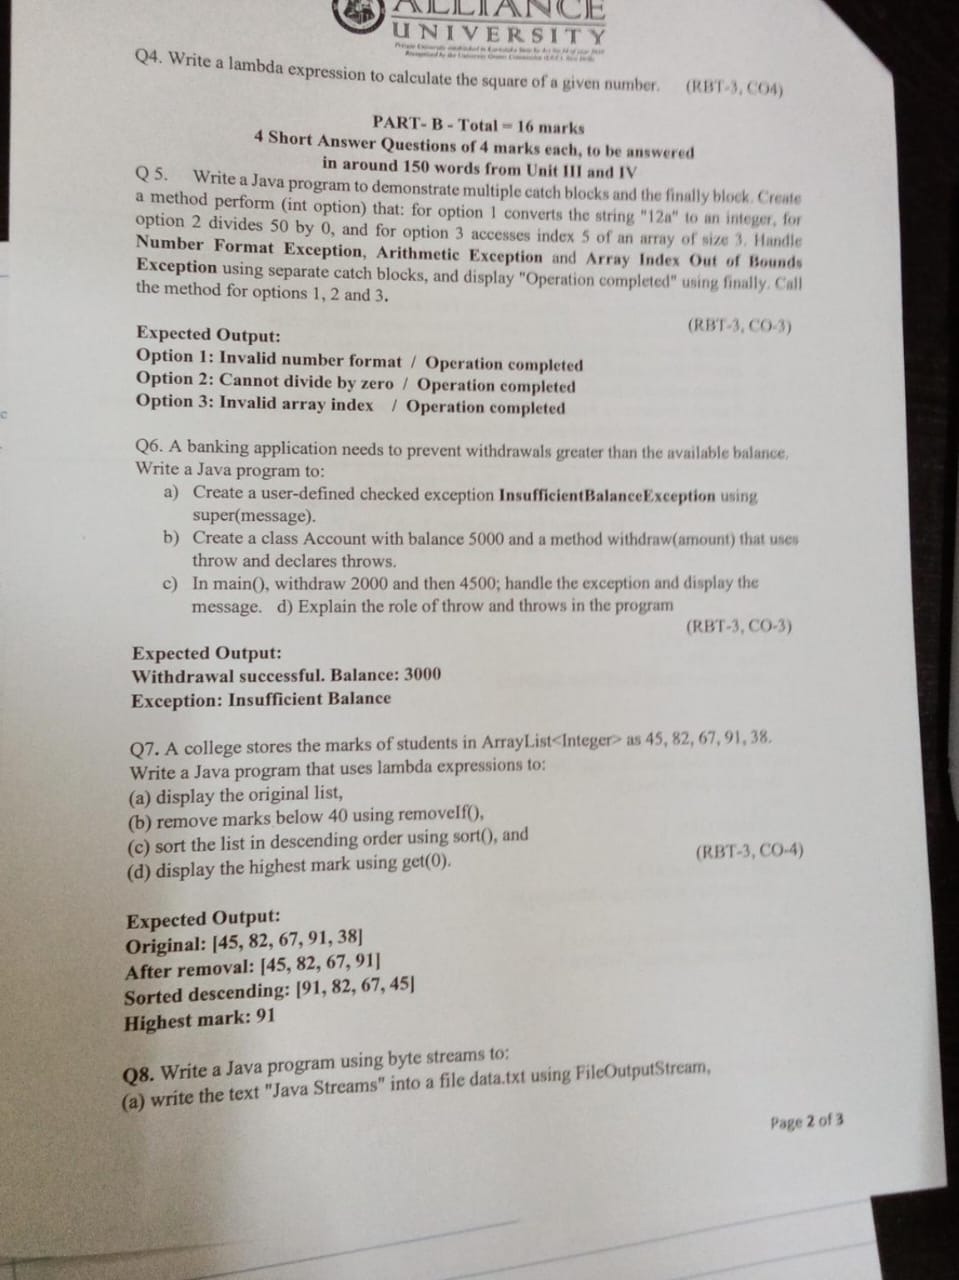 ALLIANCE
UNIVERSITY
Q4. Write a lambda expression to calculate the square of a given number. (RBT-3, CO4)
PART- B - Total = 16 marks
4 Short Answer Questions of 4 marks each, to be answered
in around 150 words from Unit III and IV
Q 5. Write a Java program to demonstrate multiple catch blocks and the finally block. Create
a method perform (int option) that: for option 1 converts the string "12a" to an integer, for
option 2 divides 50 by 0, and for option 3 accesses index 5 of an array of size 3. Handle
Number Format Exception, Arithmetic Exception and Array Index Out of Bounds
Exception using separate catch blocks, and display "Operation completed" using finally. Call
the method for options 1, 2 and 3.
(RBT-3, CO-3)
Expected Output:
Option 1: Invalid number format / Operation completed
Option 2: Cannot divide by zero / Operation completed
Option 3: Invalid array index / Operation completed
Q6. A banking application needs to prevent withdrawals greater than the available balance.
Write a Java program to:
a) Create a user-defined checked exception InsufficientBalanceException using
super(message).
b) Create a class Account with balance 5000 and a method withdraw(amount) that uses
throw and declares throws.
c) In main(), withdraw 2000 and then 4500; handle the exception and display the
message. d) Explain the role of throw and throws in the program
(RBT-3, CO-3)
Expected Output:
Withdrawal successful. Balance: 3000
Exception: Insufficient Balance
Q7. A college stores the marks of students in ArrayList<Integer> as 45, 82, 67, 91, 38.
Write a Java program that uses lambda expressions to:
(a) display the original list,
(b) remove marks below 40 using removeIf(),
(c) sort the list in descending order using sort(), and
(d) display the highest mark using get(0). (RBT-3, CO-4)
Expected Output:
Original: [45, 82, 67, 91, 38]
After removal: [45, 82, 67, 91]
Sorted descending: [91, 82, 67, 45]
Highest mark: 91
Q8. Write a Java program using byte streams to:
(a) write the text "Java Streams" into a file data.txt using FileOutputStream,
Page 2 of 3